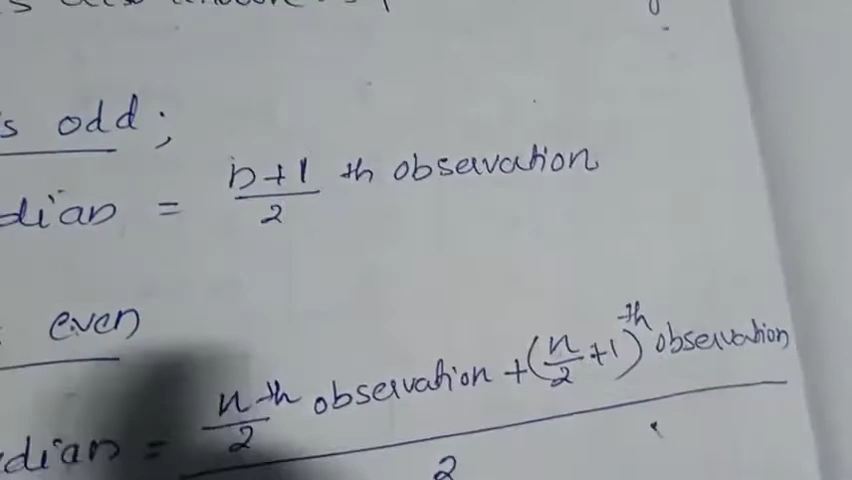 s odd;
dian = n+1/2 th observation
even
n/2 th observation + (n/2 +1)th observation
dian = 2